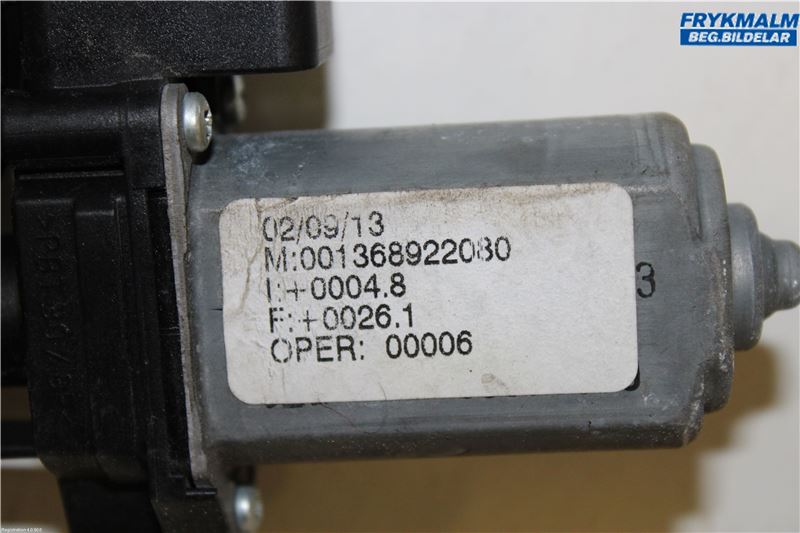 FRYKMALM
BEG.BILDELAR
02/09/13
M:001368922080
I:+0004.8
F:+0026.1
OPER: 00006
3